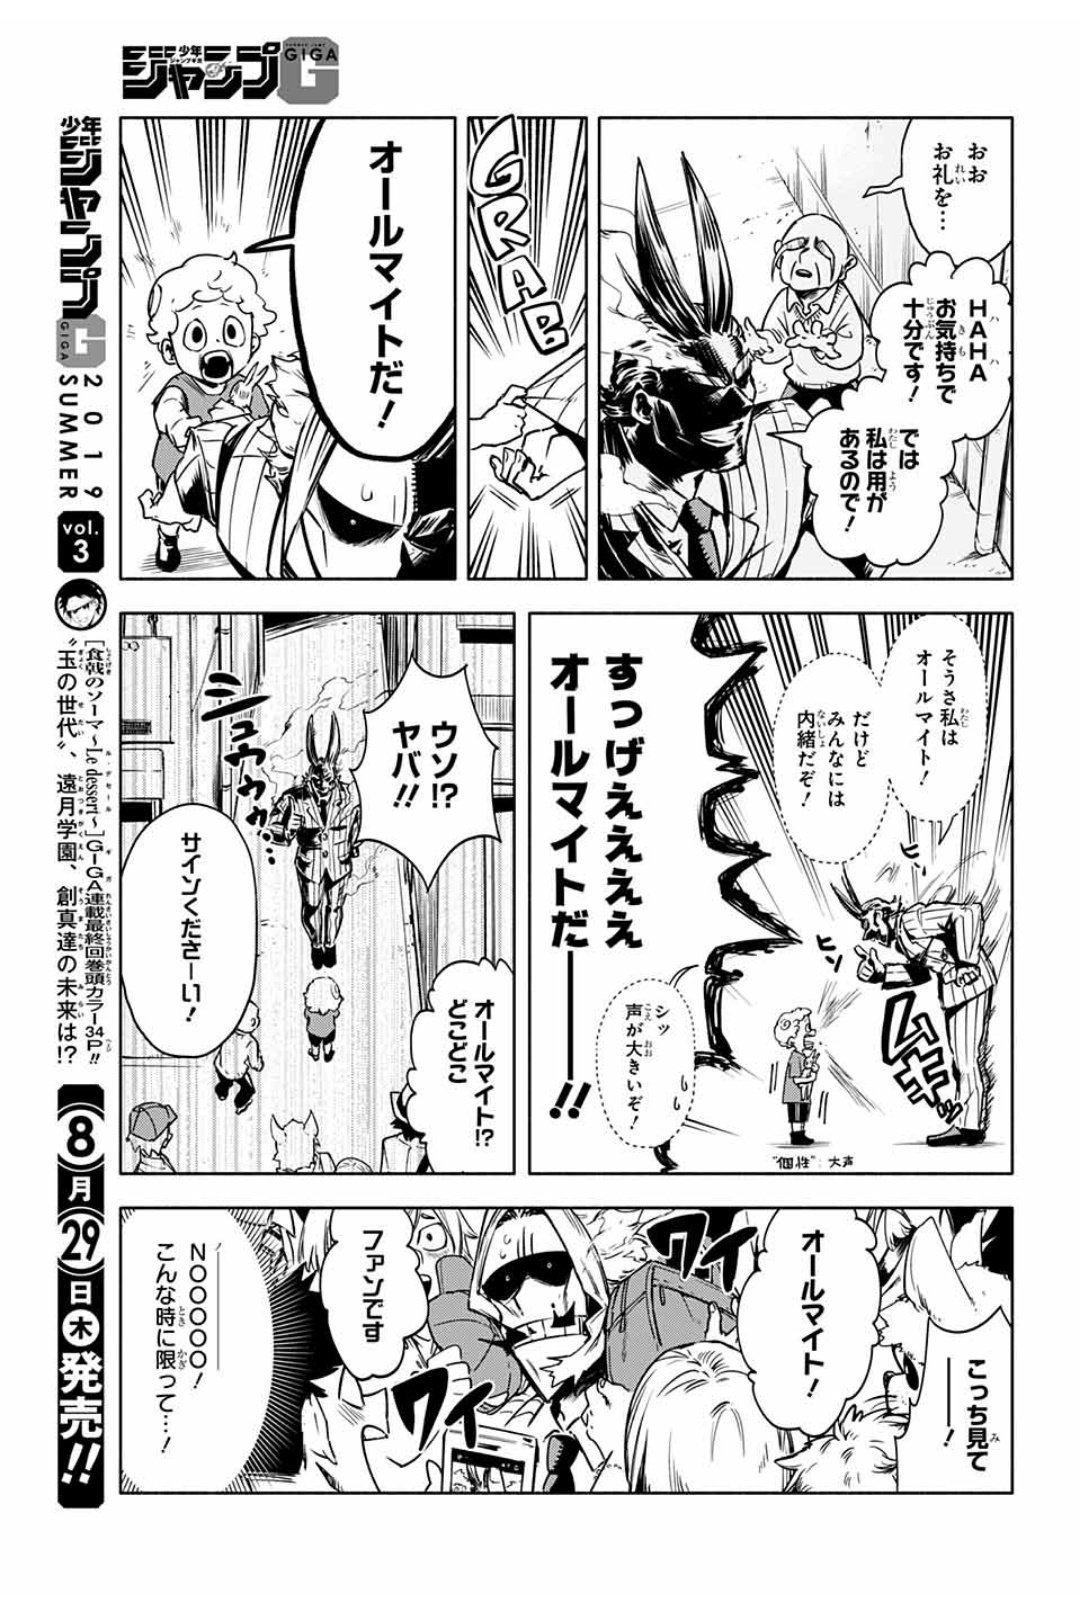 少年
ジャンプ
GIGA
おお
お礼を…
HAHA
お気持ちで
十分です！
では
私は用が
あるので！
GRAB
オールマイトだ！
そうさ私は
オールマイト！
だけど
みんなには
内緒だぞ！
ヒソ
ヒソ
ムキッ
"個性"：大声
すっげえええええ
オールマイトだ――!!
シッ
声が大きいぞ！
ウソ!?
ヤバ!!
シュウウウ…
サインくださーい！
オールマイト!?
どこどこ
こっち見て――
オールマイト！
ワイ
ファンです
ワイ
NOOOOO！
こんな時に限って…！
少年ジャンプGIGA
2019 SUMMER vol.3
[食戟のソーマ～Le dessert～]GIGA連載最終回巻頭カラー34P!!
"玉の世代"、遠月学園、創真達の未来は!?
8月29日木発売!!